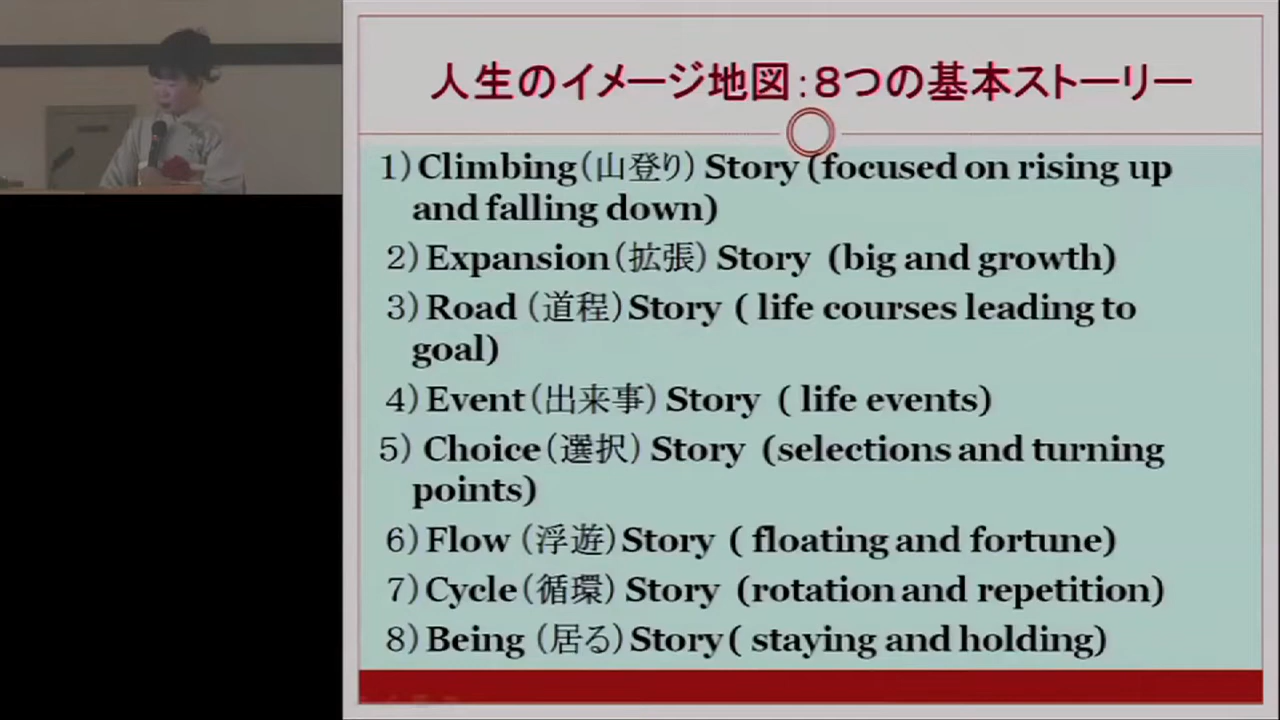 人生のイメージ地図:８つの基本ストーリー
1）Climbing（山登り）Story (focused on rising up
and falling down)
2）Expansion（拡張）Story (big and growth)
3）Road （道程）Story ( life courses leading to
goal)
4）Event（出来事）Story ( life events)
5）Choice（選択）Story (selections and turning
points)
6）Flow （浮遊）Story ( floating and fortune)
7）Cycle（循環）Story (rotation and repetition)
8）Being （居る）Story ( staying and holding)